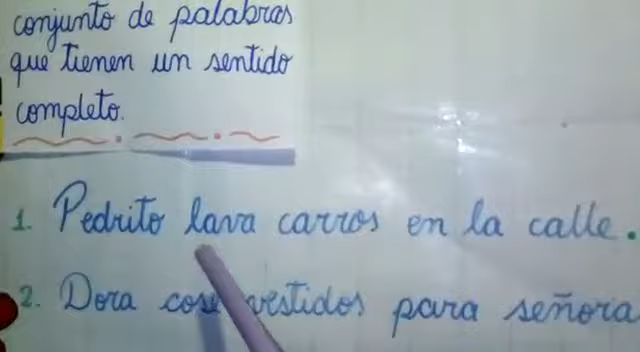 conjunto de palabras
que tienen un sentido
completo.
1. Pedrito lava carros en la calle.
2. Dora cose vestidos para señora